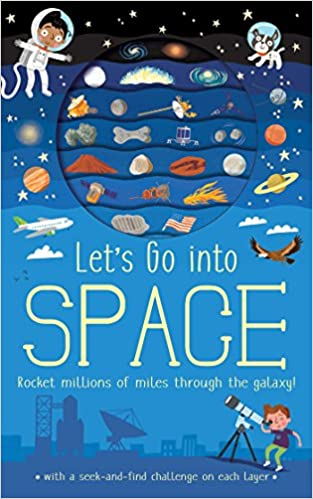 Let's Go into
SPACE
Rocket millions of miles through the galaxy!
• with a seek-and-find challenge on each layer •